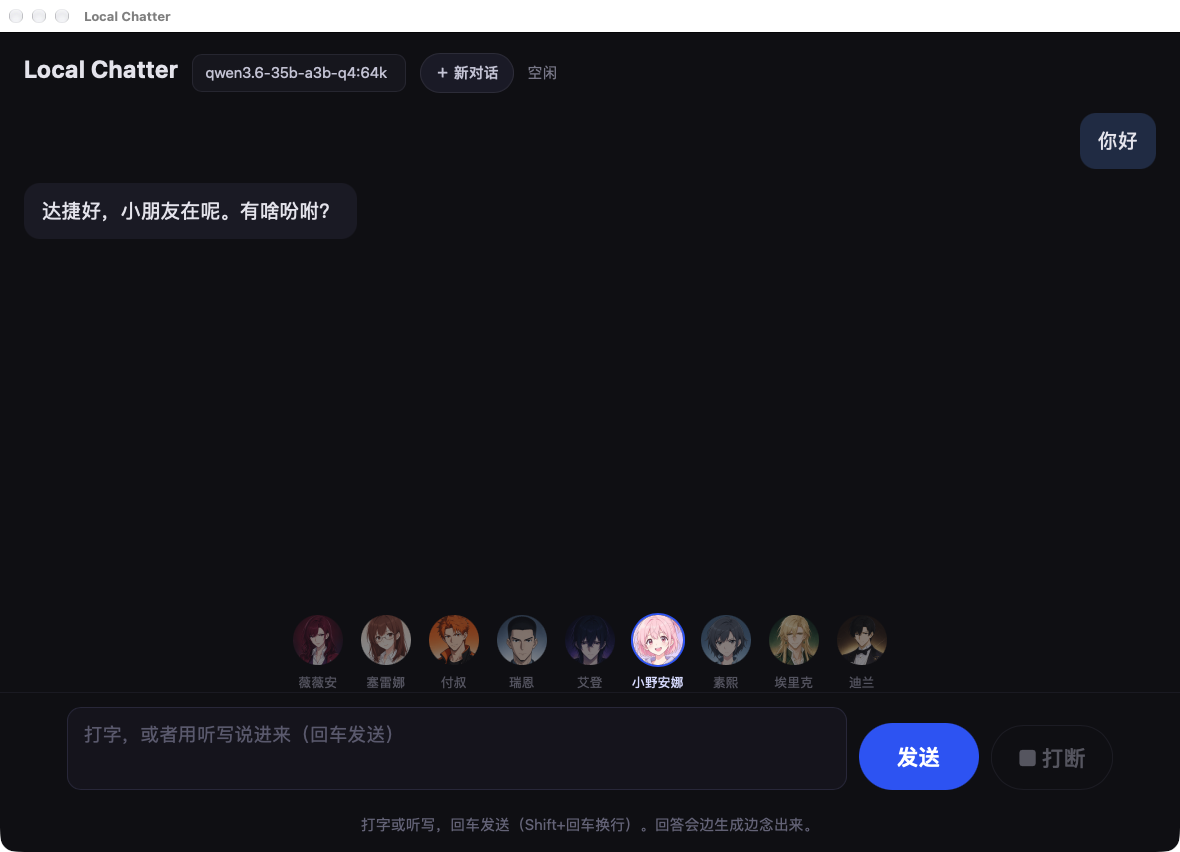 Local Chatter
Local Chatter
qwen3.6-35b-a3b-q4:64k
+ 新对话
空闲
你好
达捷好，小朋友在呢。有啥吩咐？
薇薇安
塞雷娜
付叔
瑞恩
艾登
小野安娜
素熙
埃里克
迪兰
打字，或者用听写说进来（回车发送）
发送
打断
打字或听写，回车发送（Shift+回车换行）。回答会边生成边念出来。